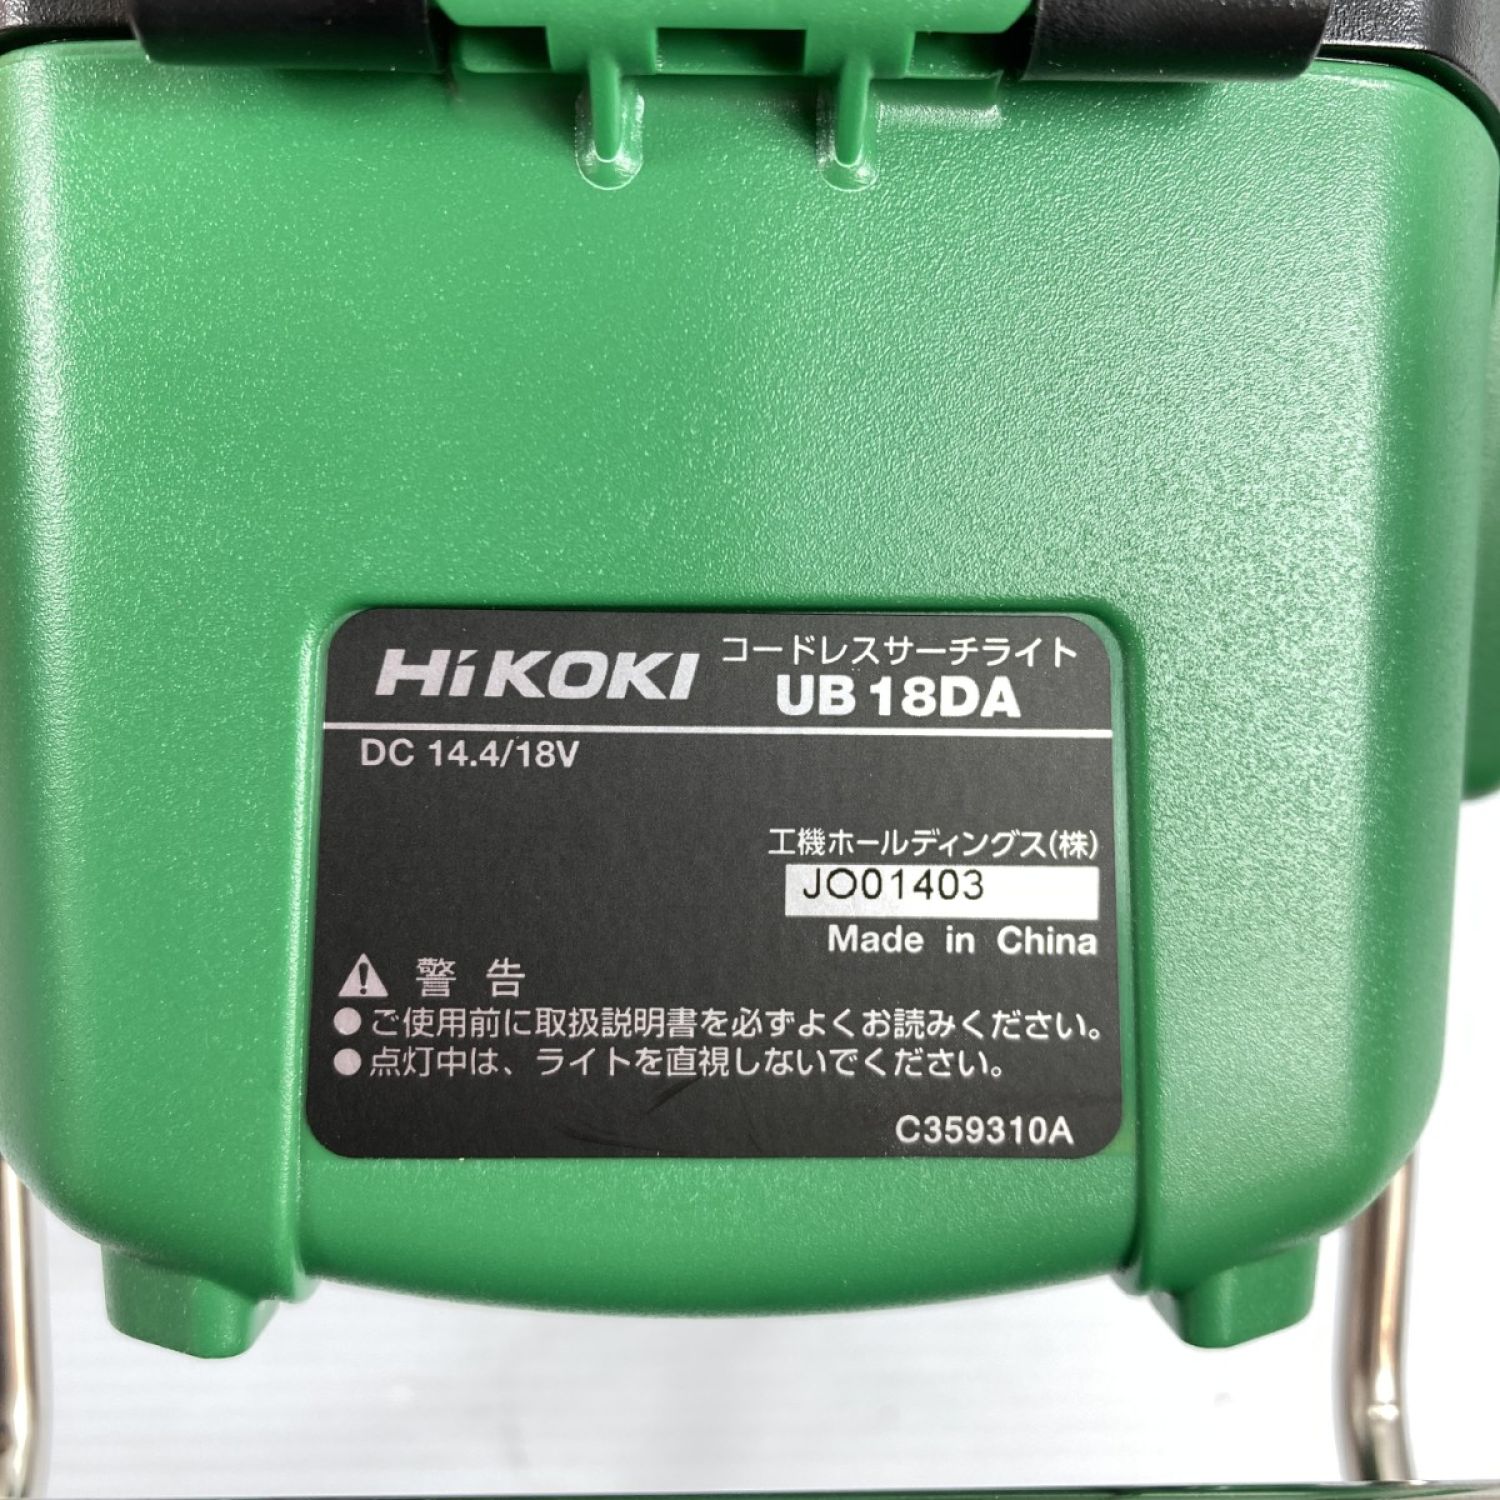 HiKOKI コードレスサーチライト
UB 18DA
DC 14.4/18V
工機ホールディングス(株)
JO01403
Made in China
警 告
●ご使用前に取扱説明書を必ずよくお読みください。
●点灯中は、ライトを直視しないでください。
C359310A